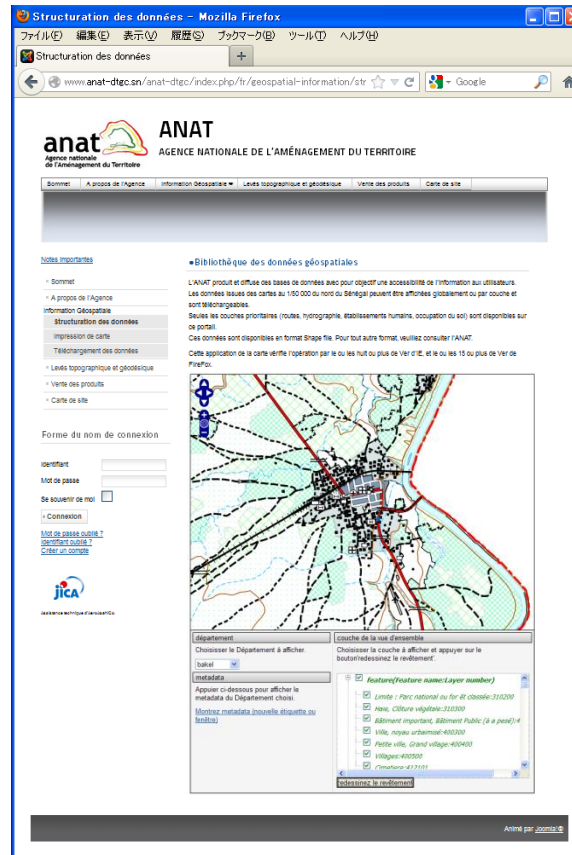 Structuration des données - Mozilla Firefox
ファイル(F) 編集(E) 表示(V) 履歴(S) ブックマーク(B) ツール(T) ヘルプ(H)
Structuration des données
www.anat-dtgc.sn/anat-dtgc/index.php/fr/geospatial-information/str
Google
anat
Agence nationale
de l'Aménagement du Territoire
ANAT
AGENCE NATIONALE DE L'AMÉNAGEMENT DU TERRITOIRE
Sommet
A propos de l'Agence
Information Géospatiale
Levés topographique et géodésique
Vente des produits
Carte de site
Notes Importantes
Sommet
A propos de l'Agence
Information Géospatiale
Structuration des données
Impression de carte
Téléchargement des données
Levés topographique et géodésique
Vente des produits
Carte de site
Forme du nom de connexion
Identifiant
Mot de passe
Se souvenir de moi
Connexion
Mot de passe oublié ?
Identifiant oublié ?
Créer un compte
jica
Bibliothèque des données géospatiales
L'ANAT produit et diffuse des bases de données avec pour objectif une accessibilité de l'information aux utilisateurs.
Les données issues des cartes au 1/50 000 du nord du Sénégal peuvent être affichées globalement ou par couche et
sont téléchargeables.
Seules les couches prioritaires (routes, hydrographie, établissements humains, occupation du sol) sont disponibles sur
ce portail.
Ces données sont disponibles en format Shape file. Pour tout autre format, veuillez consulter l'ANAT.
Cette application de la carte vérifie l'opération par le ou les huit ou plus de Ver d'IE, et le ou les 15 ou plus de Ver de
FireFox.
département
Choisisser le Département à afficher.
bakel
metadata
Appuier ci-dessous pour afficher le
metadata du Département choisi.
Montrez metadata (nouvelle étiquette ou
fenêtre)
couche de la vue d'ensemble
Choisisser la couche à afficher et appuyer sur le
bouton'redessinez le revêtement'.
feature(Feature name:Layer number)
Limite : Parc national ou for êt classée:310200
Haie, Clôture végétale:310300
Bâtiment important, Bâtiment Public (à a pesé):4
Ville, noyau urbaimisé:400300
Petite ville, Grand village:400400
Villages:400500
Cimetiere:412101
redessinez le revêtement
Animé par Joomla!®